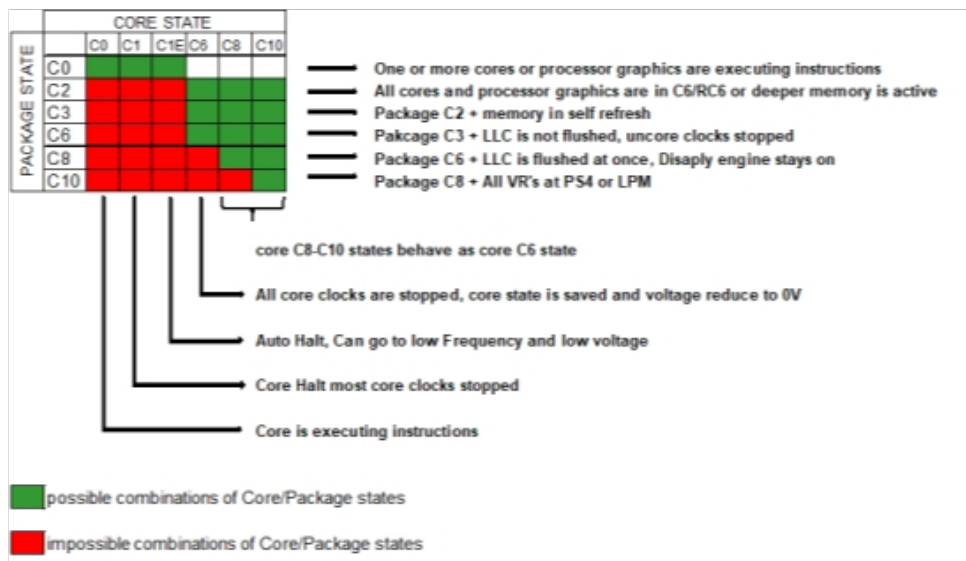 CORE STATE
C0 C1 C1E C6 C8 C10
PACKAGE STATE
C0 One or more cores or processor graphics are executing instructions
C2 All cores and processor graphics are in C6/RC6 or deeper memory is active
C3 Package C2 + memory in self refresh
C6 Pakcage C3 + LLC is not flushed, uncore clocks stopped
C8 Package C6 + LLC is flushed at once, Disaply engine stays on
C10 Package C8 + All VR's at PS4 or LPM
core C8-C10 states behave as core C6 state
All core clocks are stopped, core state is saved and voltage reduce to 0V
Auto Halt, Can go to low Frequency and low voltage
Core Halt most core clocks stopped
Core is executing instructions
possible combinations of Core/Package states
impossible combinations of Core/Package states